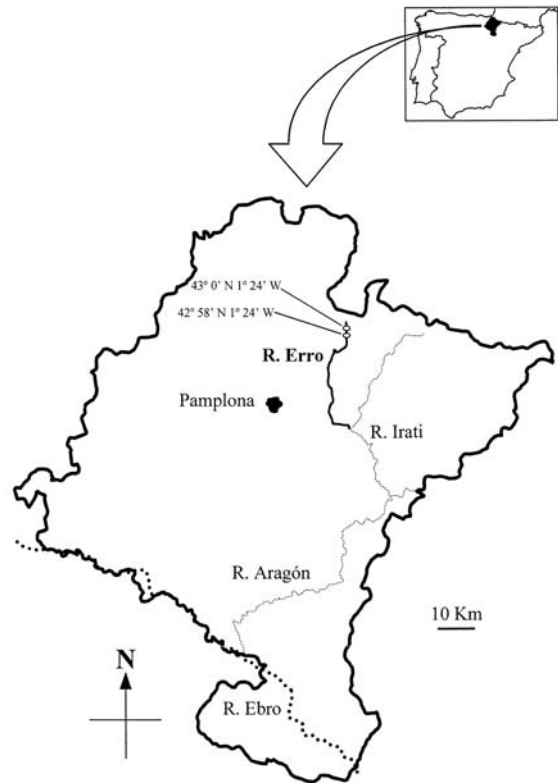 43° 0’ N 1° 24’ W
42° 58’ N 1° 24’ W
R. Erro
Pamplona
R. Irati
R. Aragón
10 Km
N
R. Ebro